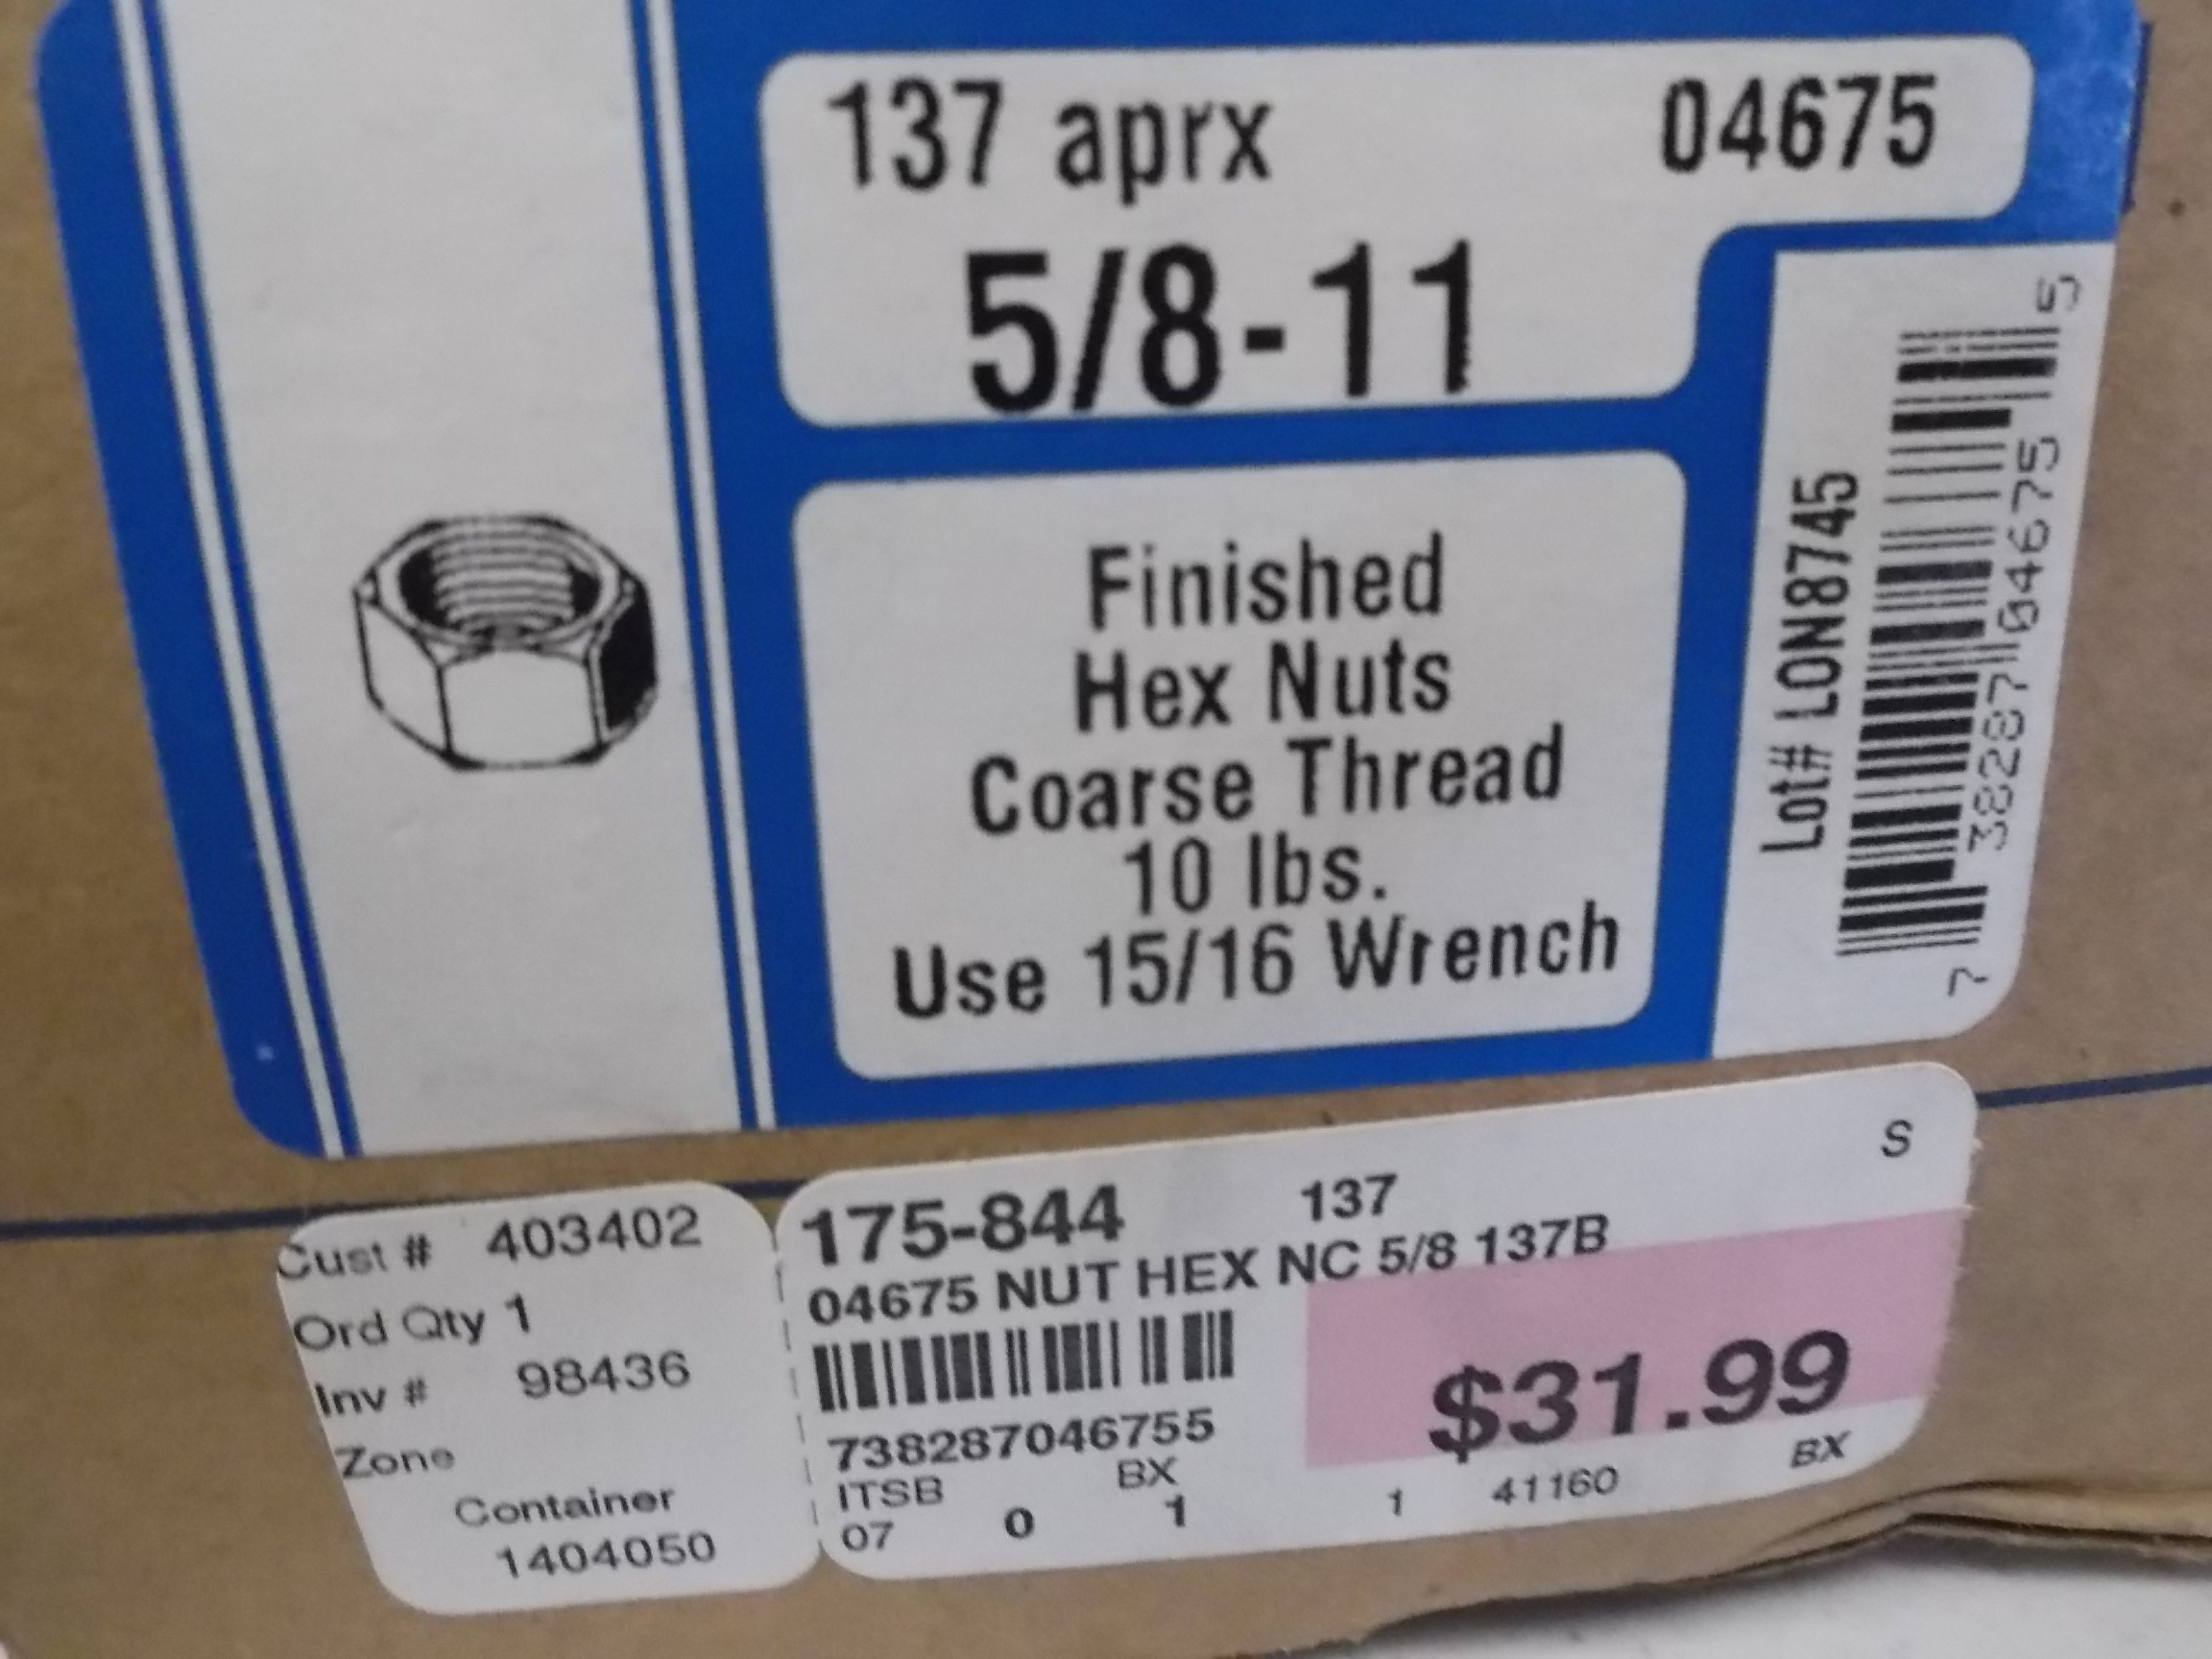 137 aprx 04675
5/8-11
Finished
Hex Nuts
Coarse Thread
10 lbs.
Use 15/16 Wrench
Lot# LON8745
7 38287 04675 5
Cust # 403402
Ord Qty 1
Inv # 98436
Zone
Container
1404050
175-844 137 S
04675 NUT HEX NC 5/8 137B
$31.99
738287046755
ITSB BX
07 0 1 1 41160 BX